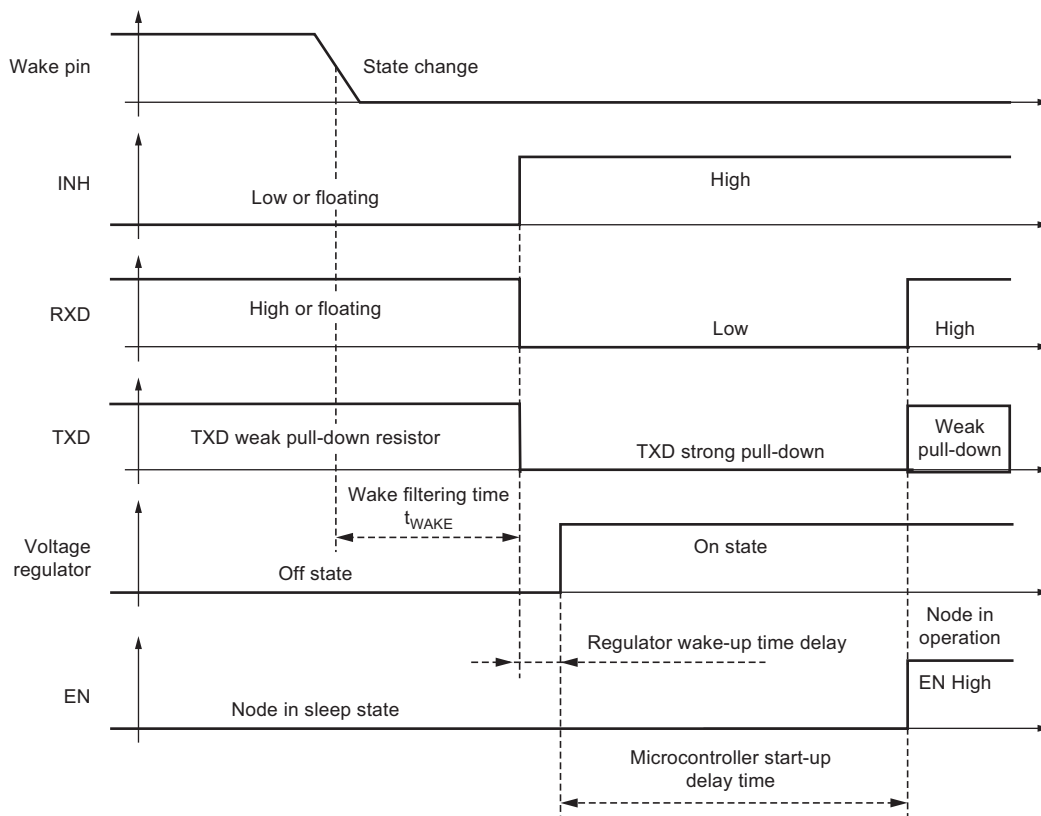 Wake pin
State change
INH
Low or floating
High
RXD
High or floating
Low
High
TXD
TXD weak pull-down resistor
TXD strong pull-down
Weak
pull-down
Wake filtering time
tWAKE
Voltage
regulator
Off state
On state
Node in
operation
Regulator wake-up time delay
EN
Node in sleep state
EN High
Microcontroller start-up
delay time